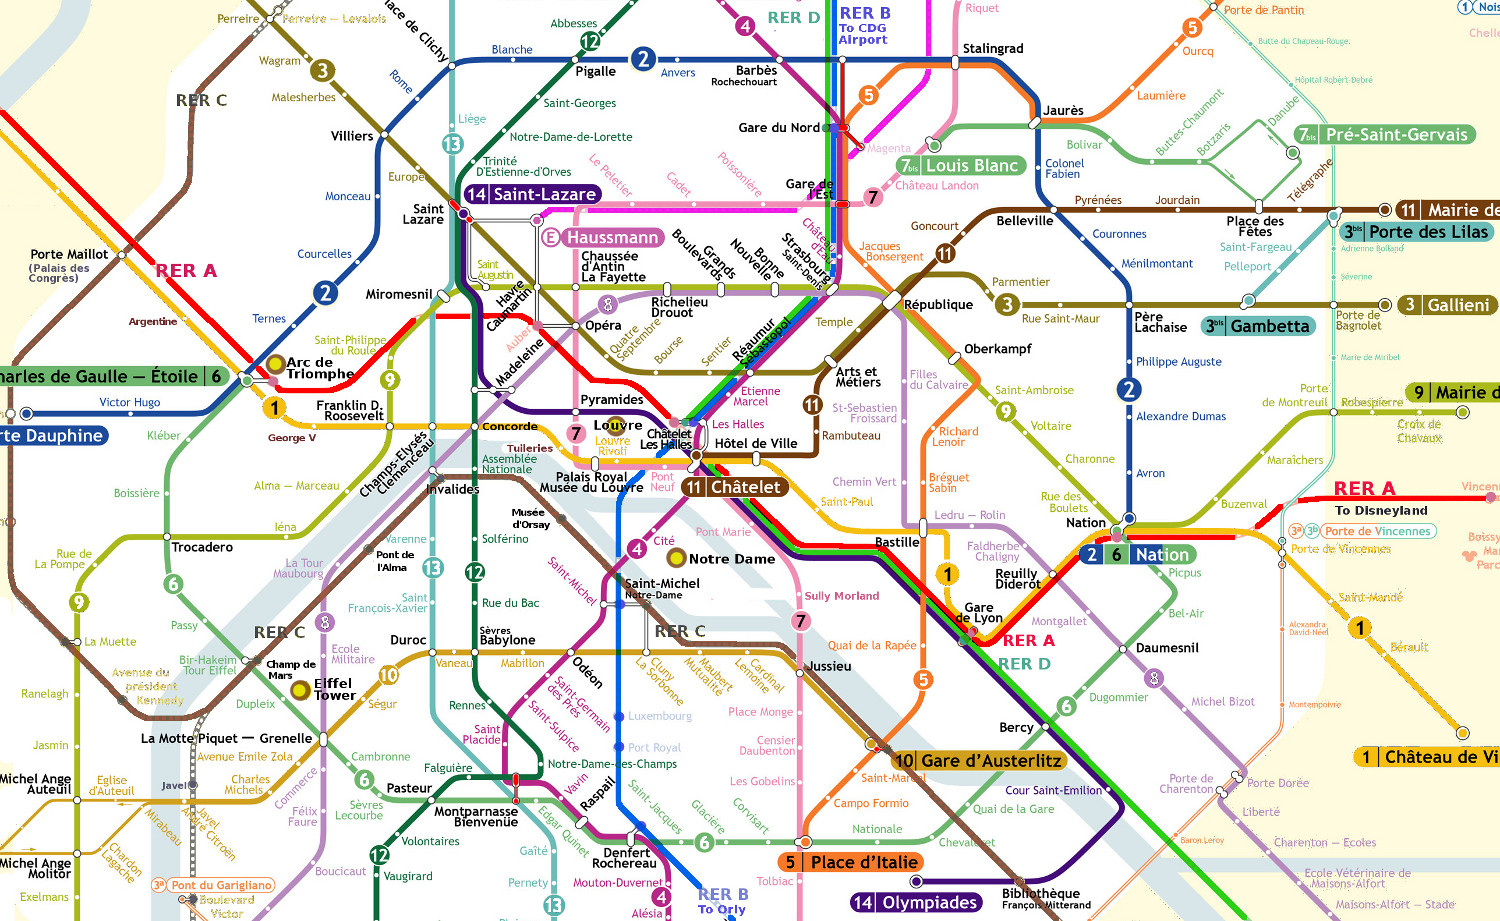 Perreire
Perreire — Levalois
lace de Clichy
Abbesses
12
4
RER D
RER B
To CDG
Airport
Riquet
Porte de Pantin
5
Ourcq
Butte du Chapeau-Rouge
Wagram
3
Malesherbes
Rome
Blanche
Pigalle
2
Anvers
Barbès
Rochechouart
Stalingrad
Hôpital Robert-Debré
Laumière
RER C
Liège
Saint-Georges
5
Jaurès
Buttes-Chaumont
Danube
7bis Pré-Saint-Gervais
Villiers
13
Notre-Dame-de-Lorette
Gare du Nord
Magenta
Bolivar
Botzaris
Europe
Trinité
D'Estienne-d'Orves
Le Peletier
Cadet
Poissonière
7bis Louis Blanc
Colonel
Fabien
Télégraphe
Monceau
14 Saint-Lazare
Gare de
l'Est
7
Château Landon
Saint
Lazare
Pyrénées
Jourdain
11 Mairie de
Goncourt
Belleville
Place des
Fêtes
3bis Porte des Lilas
E Haussmann
Château
d'Eau
Couronnes
Porte Maillot
(Palais des
Congrès)
Courcelles
RER A
Saint
Augustin
Chaussée
d'Antin
La Fayette
Boulevards
Grands
Nouvelle
Bonne
Strasbourg
Saint-Denis
Jacques
Bonsergent
11
Saint-Fargeau
Adrienne Bolland
Ménilmontant
Pelleport
Séverine
2
Miromesnil
Havre
Caumartin
8
Richelieu
Drouot
République
Parmentier
3
Rue Saint-Maur
Père
Lachaise
3bis Gambetta
Porte de
Bagnolet
3 Gallieni
Argentine
Ternes
Auber
Opéra
Quatre
Septembre
Bourse
Sentier
Réaumur
Sébastopol
Temple
Saint-Philippe
du Roule
Madeleine
Oberkampf
Marie de Miribel
Arc de
Triomphe
harles de Gaulle — Étoile 6
9
Arts et
Métiers
Filles
du Calvaire
Philippe Auguste
1
Victor Hugo
Franklin D.
Roosevelt
Pyramides
Etienne
Marcel
11
Saint-Ambroise
2
Porte
de Montreuil
Robespierre
9 Mairie d
rte Dauphine
Kléber
George V
Concorde
7
Louvre
Louvre
Rivoli
Châtelet
Les Halles
Les Halles
St-Sebastien
Froissard
9
Voltaire
Alexandre Dumas
Croix de
Chavaux
Tuileries
Hôtel de Ville
Rambuteau
Richard
Lenoir
Champs-Elysés
Clemenceau
Assemblée
Nationale
Palais Royal
Musée du Louvre
Pont
Neuf
11 Châtelet
Chemin Vert
Bréguet
Sabin
Charonne
Avron
Maraîchers
Boissière
Alma — Marceau
Invalides
Saint-Paul
Rue des
Boulets
Buzenval
RER A
To Disneyland
Vincen
Musée
d'Orsay
Ledru — Rolin
Nation
Iéna
Trocadero
Varenne
Solférino
Cité
Pont Marie
Bastille
3a 3b Porte de Vincennes
Porte de Vincennes
Rue de
La Pompe
La Tour
Maubourg
Pont de
l'Alma
4
Notre Dame
Faldherbe
Chaligny
2 6 Nation
6
13
12
Saint-Michel
Saint-Michel
Notre-Dame
1
Reuilly
Diderot
Picpus
9
Saint
François-Xavier
Rue du Bac
Sully Morland
Gare
de Lyon
Bel-Air
Saint-Mandé
Passy
8
RER C
RER C
7
Montgallet
1
La Muette
Duroc
Sèvres
Babylone
Quai de la Rapée
RER A
RER D
Daumesnil
Alexandra
David-Néel
Bérault
Bir-Hakeim
Tour Eiffel
Champ de
Mars
Ecole
Militaire
Vaneau
Mabillon
Odéon
Cluny
La Sorbonne
Maubert
Mutualité
Cardinal
Lemoine
Jussieu
Avenue du
président
Kennedy
Eiffel
Tower
10
5
8
Ranelagh
Dupleix
Ségur
Rennes
Saint-Germain
des Prés
Luxembourg
Place Monge
6
Dugommier
Michel Bizot
Montempoivre
Jasmin
La Motte Piquet — Grenelle
Saint
Placide
Saint-Sulpice
Port Royal
Censier
Daubenton
Bercy
Avenue Emile Zola
Cambronne
Notre-Dame-des-Champs
10 Gare d'Austerlitz
1 Château de Vi
Michel Ange
Auteuil
Eglise
d'Auteuil
Javel
Charles
Michels
Commerce
6
Falguière
Vavin
Les Gobelins
Saint-Marcel
Cour Saint-Emilion
Porte de
Charenton
Porte Dorée
Pasteur
Raspail
Saint-Jacques
Glacière
Corvisart
Campo Formio
Quai de la Gare
Mirabeau
Javel
André Citroën
Félix
Faure
Sèvres
Lecourbe
Montparnasse
Bienvenüe
Edgar Quinet
Liberté
Volontaires
6
Nationale
Chevaleret
Baron Leroy
Charenton — Ecoles
Michel Ange
Molitor
Chardon
Lagache
12
Gaîté
Denfert
Rochereau
5 Place d'Italie
Boucicaut
Vaugirard
Pernety
Mouton-Duvernet
Tolbiac
Ecole Vétérinaire de
Maisons-Alfort
3a Pont du Garigliano
Boulevard
Victor
Exelmans
13
4
Alésia
RER B
To Orly
14 Olympiades
Bibliothèque
François Mitterand
Maisons-Alfort — Stade